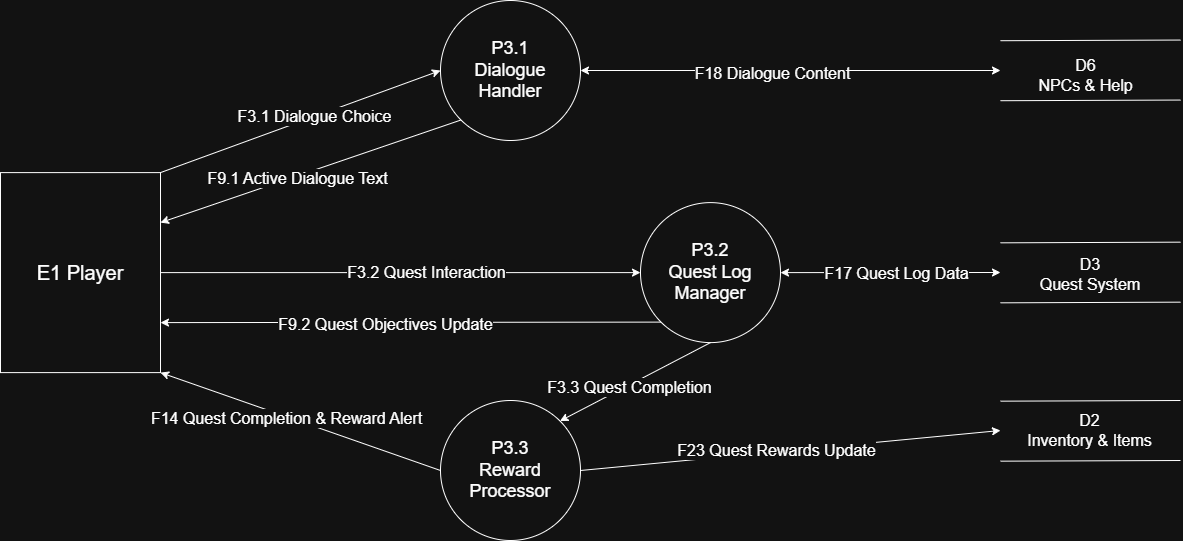 P3.1
Dialogue
Handler
F18 Dialogue Content
D6
NPCs & Help
F3.1 Dialogue Choice
F9.1 Active Dialogue Text
E1 Player
F3.2 Quest Interaction
P3.2
Quest Log
Manager
F17 Quest Log Data
D3
Quest System
F9.2 Quest Objectives Update
F3.3 Quest Completion
F14 Quest Completion & Reward Alert
P3.3
Reward
Processor
F23 Quest Rewards Update
D2
Inventory & Items